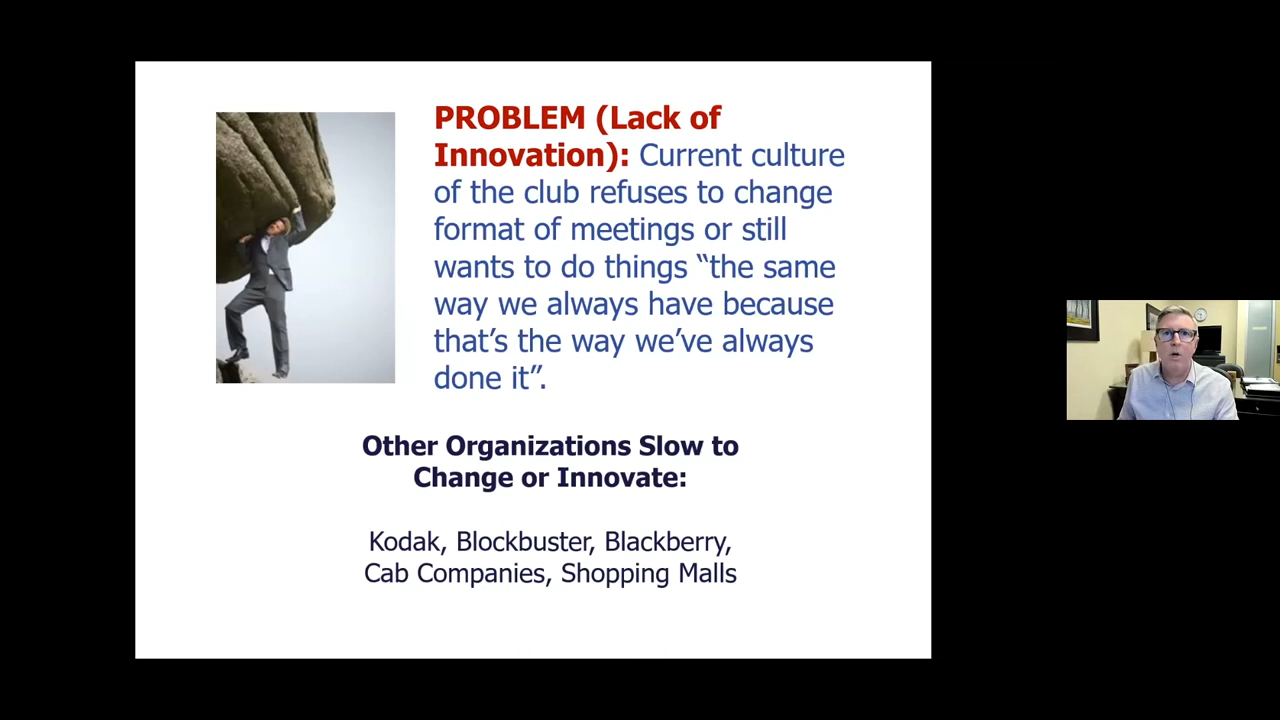 PROBLEM (Lack of
Innovation): Current culture
of the club refuses to change
format of meetings or still
wants to do things “the same
way we always have because
that’s the way we’ve always
done it”.
Other Organizations Slow to
Change or Innovate:
Kodak, Blockbuster, Blackberry,
Cab Companies, Shopping Malls